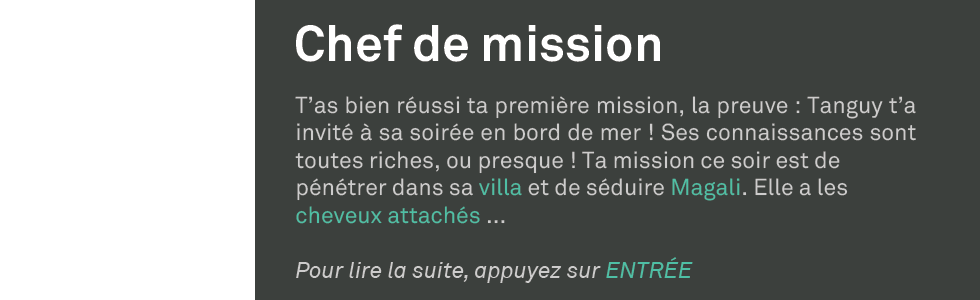 Chef de mission
T'as bien réussi ta première mission, la preuve : Tanguy t'a
invité à sa soirée en bord de mer ! Ses connaissances sont
toutes riches, ou presque ! Ta mission ce soir est de
pénétrer dans sa villa et de séduire Magali. Elle a les
cheveux attachés ...
Pour lire la suite, appuyez sur ENTRÉE